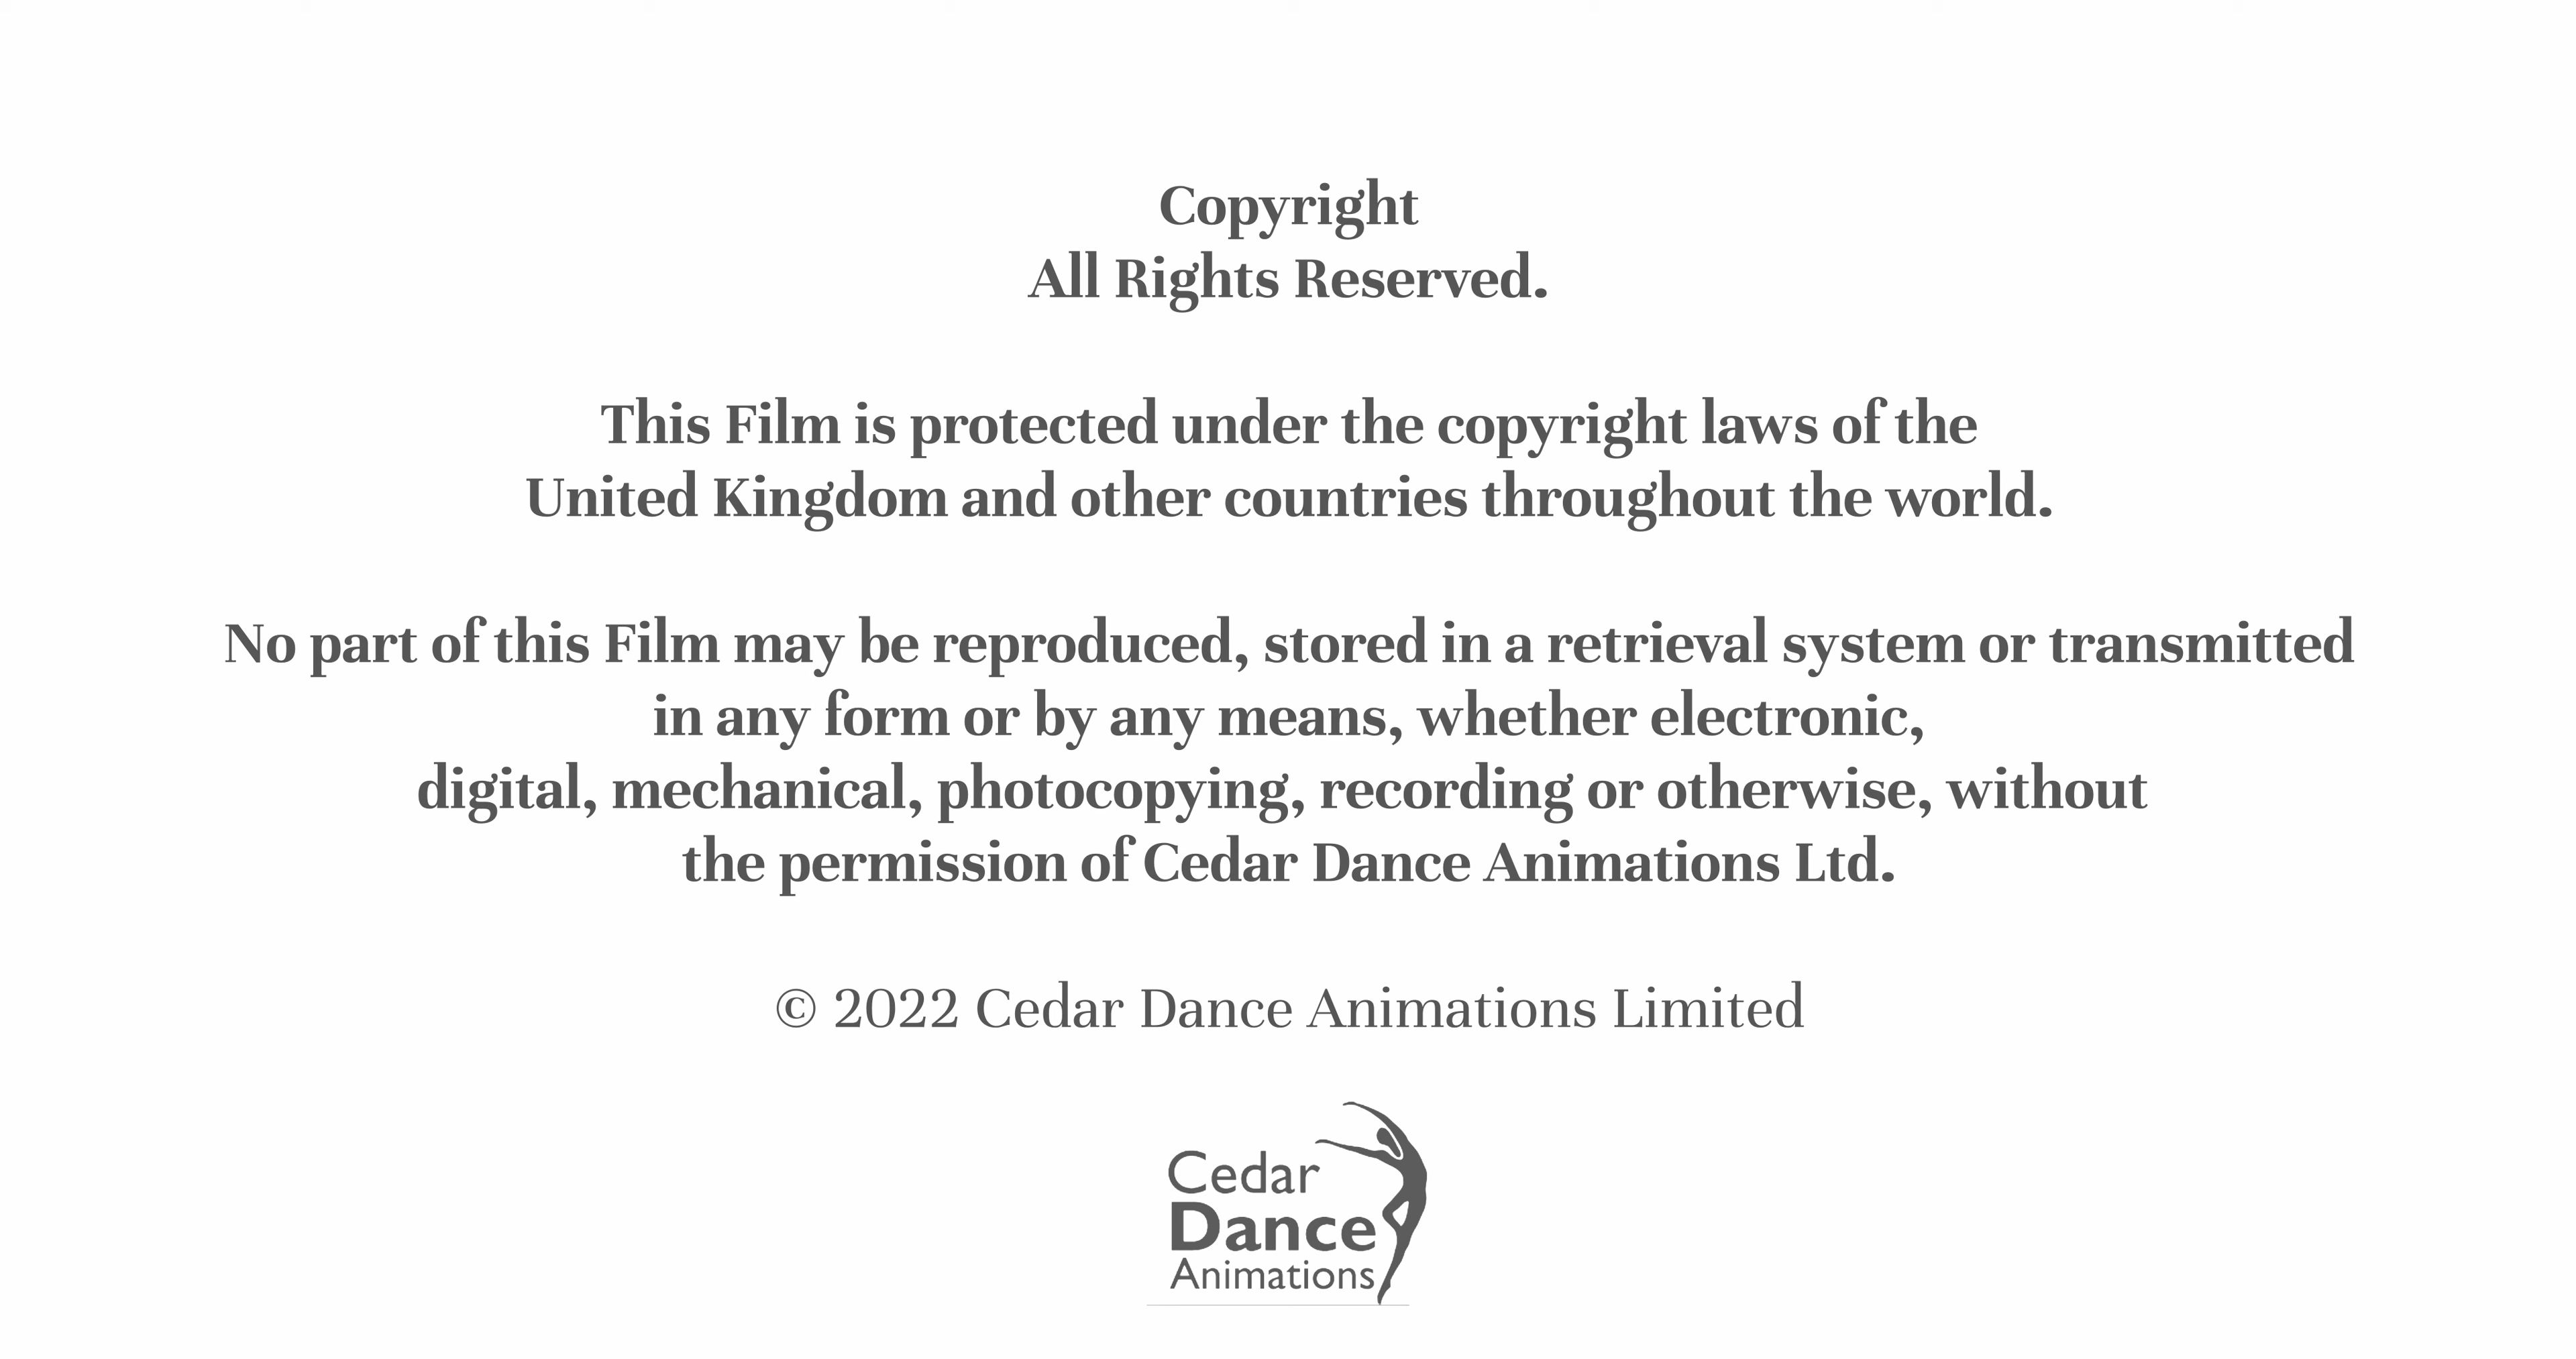 Copyright
All Rights Reserved.
This Film is protected under the copyright laws of the
United Kingdom and other countries throughout the world.
No part of this Film may be reproduced, stored in a retrieval system or transmitted
in any form or by any means, whether electronic,
digital, mechanical, photocopying, recording or otherwise, without
the permission of Cedar Dance Animations Ltd.
© 2022 Cedar Dance Animations Limited
Cedar
Dance
Animations